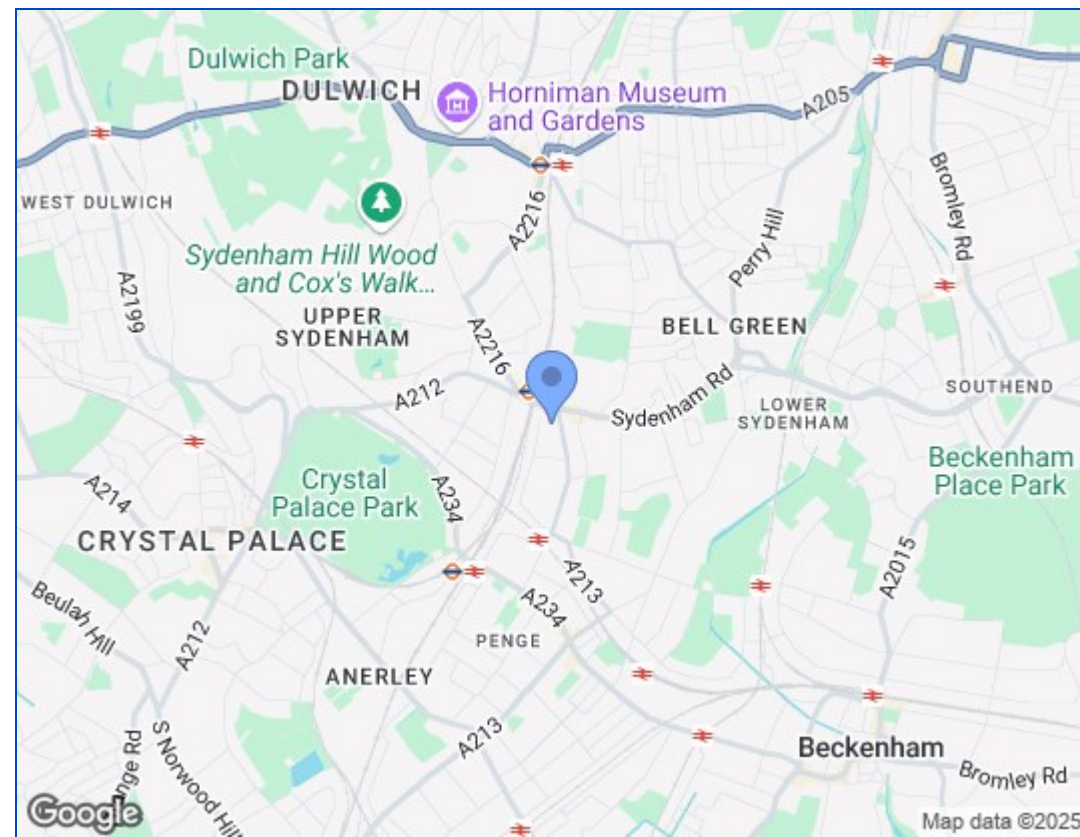 Dulwich Park
DULWICH
Horniman Museum
and Gardens
A205
WEST DULWICH
A2216
Bromley Rd
Perry Hill
Sydenham Hill Wood
and Cox's Walk...
A2199
UPPER
SYDENHAM
A2216
BELL GREEN
A212
Sydenham Rd
SOUTHEND
LOWER
SYDENHAM
Crystal
Palace Park
A234
Beckenham
Place Park
A214
CRYSTAL PALACE
A213
A2015
Beulah Hill
A234
A212
PENGE
ANERLEY
A213
S Norwood Hill
Beckenham
Bromley Rd
Google
Map data ©2025